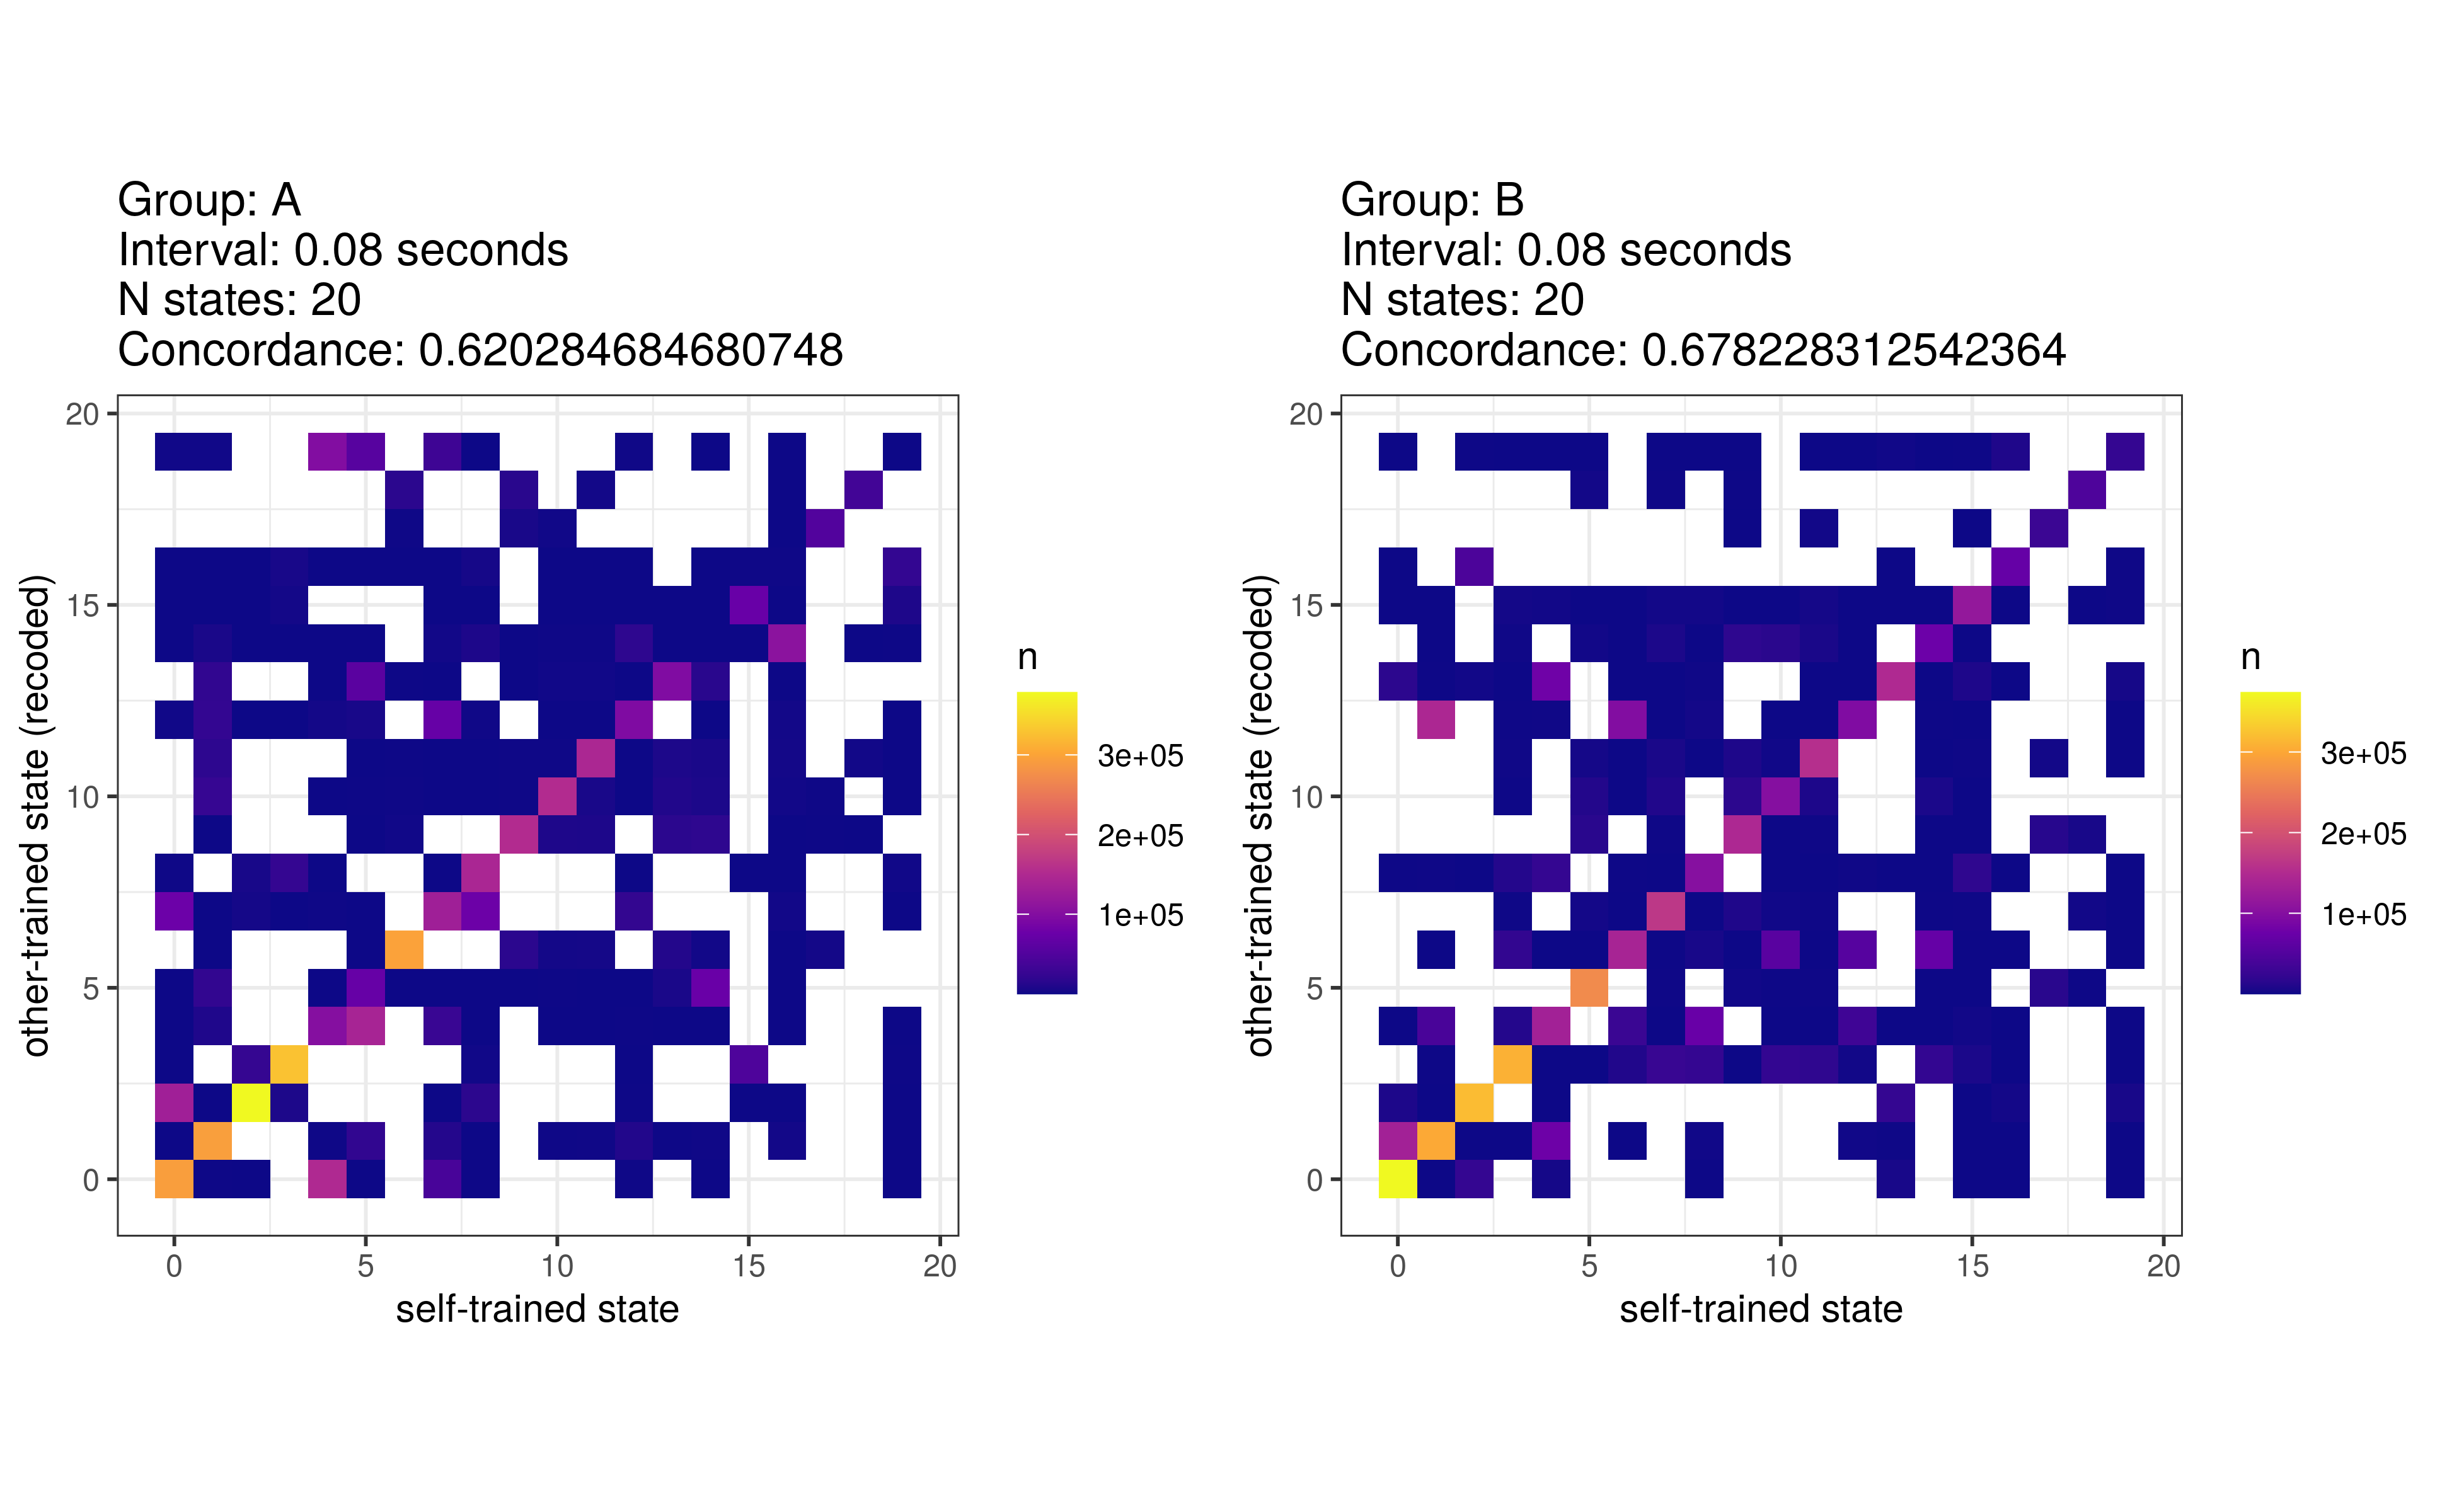 Group: A
Interval: 0.08 seconds
N states: 20
Concordance: 0.620284684680748
20
15
10
5
0
other-trained state (recoded)
0 5 10 15 20
self-trained state
n
3e+05
2e+05
1e+05
Group: B
Interval: 0.08 seconds
N states: 20
Concordance: 0.678228312542364
20
15
10
5
0
other-trained state (recoded)
0 5 10 15 20
self-trained state
n
3e+05
2e+05
1e+05